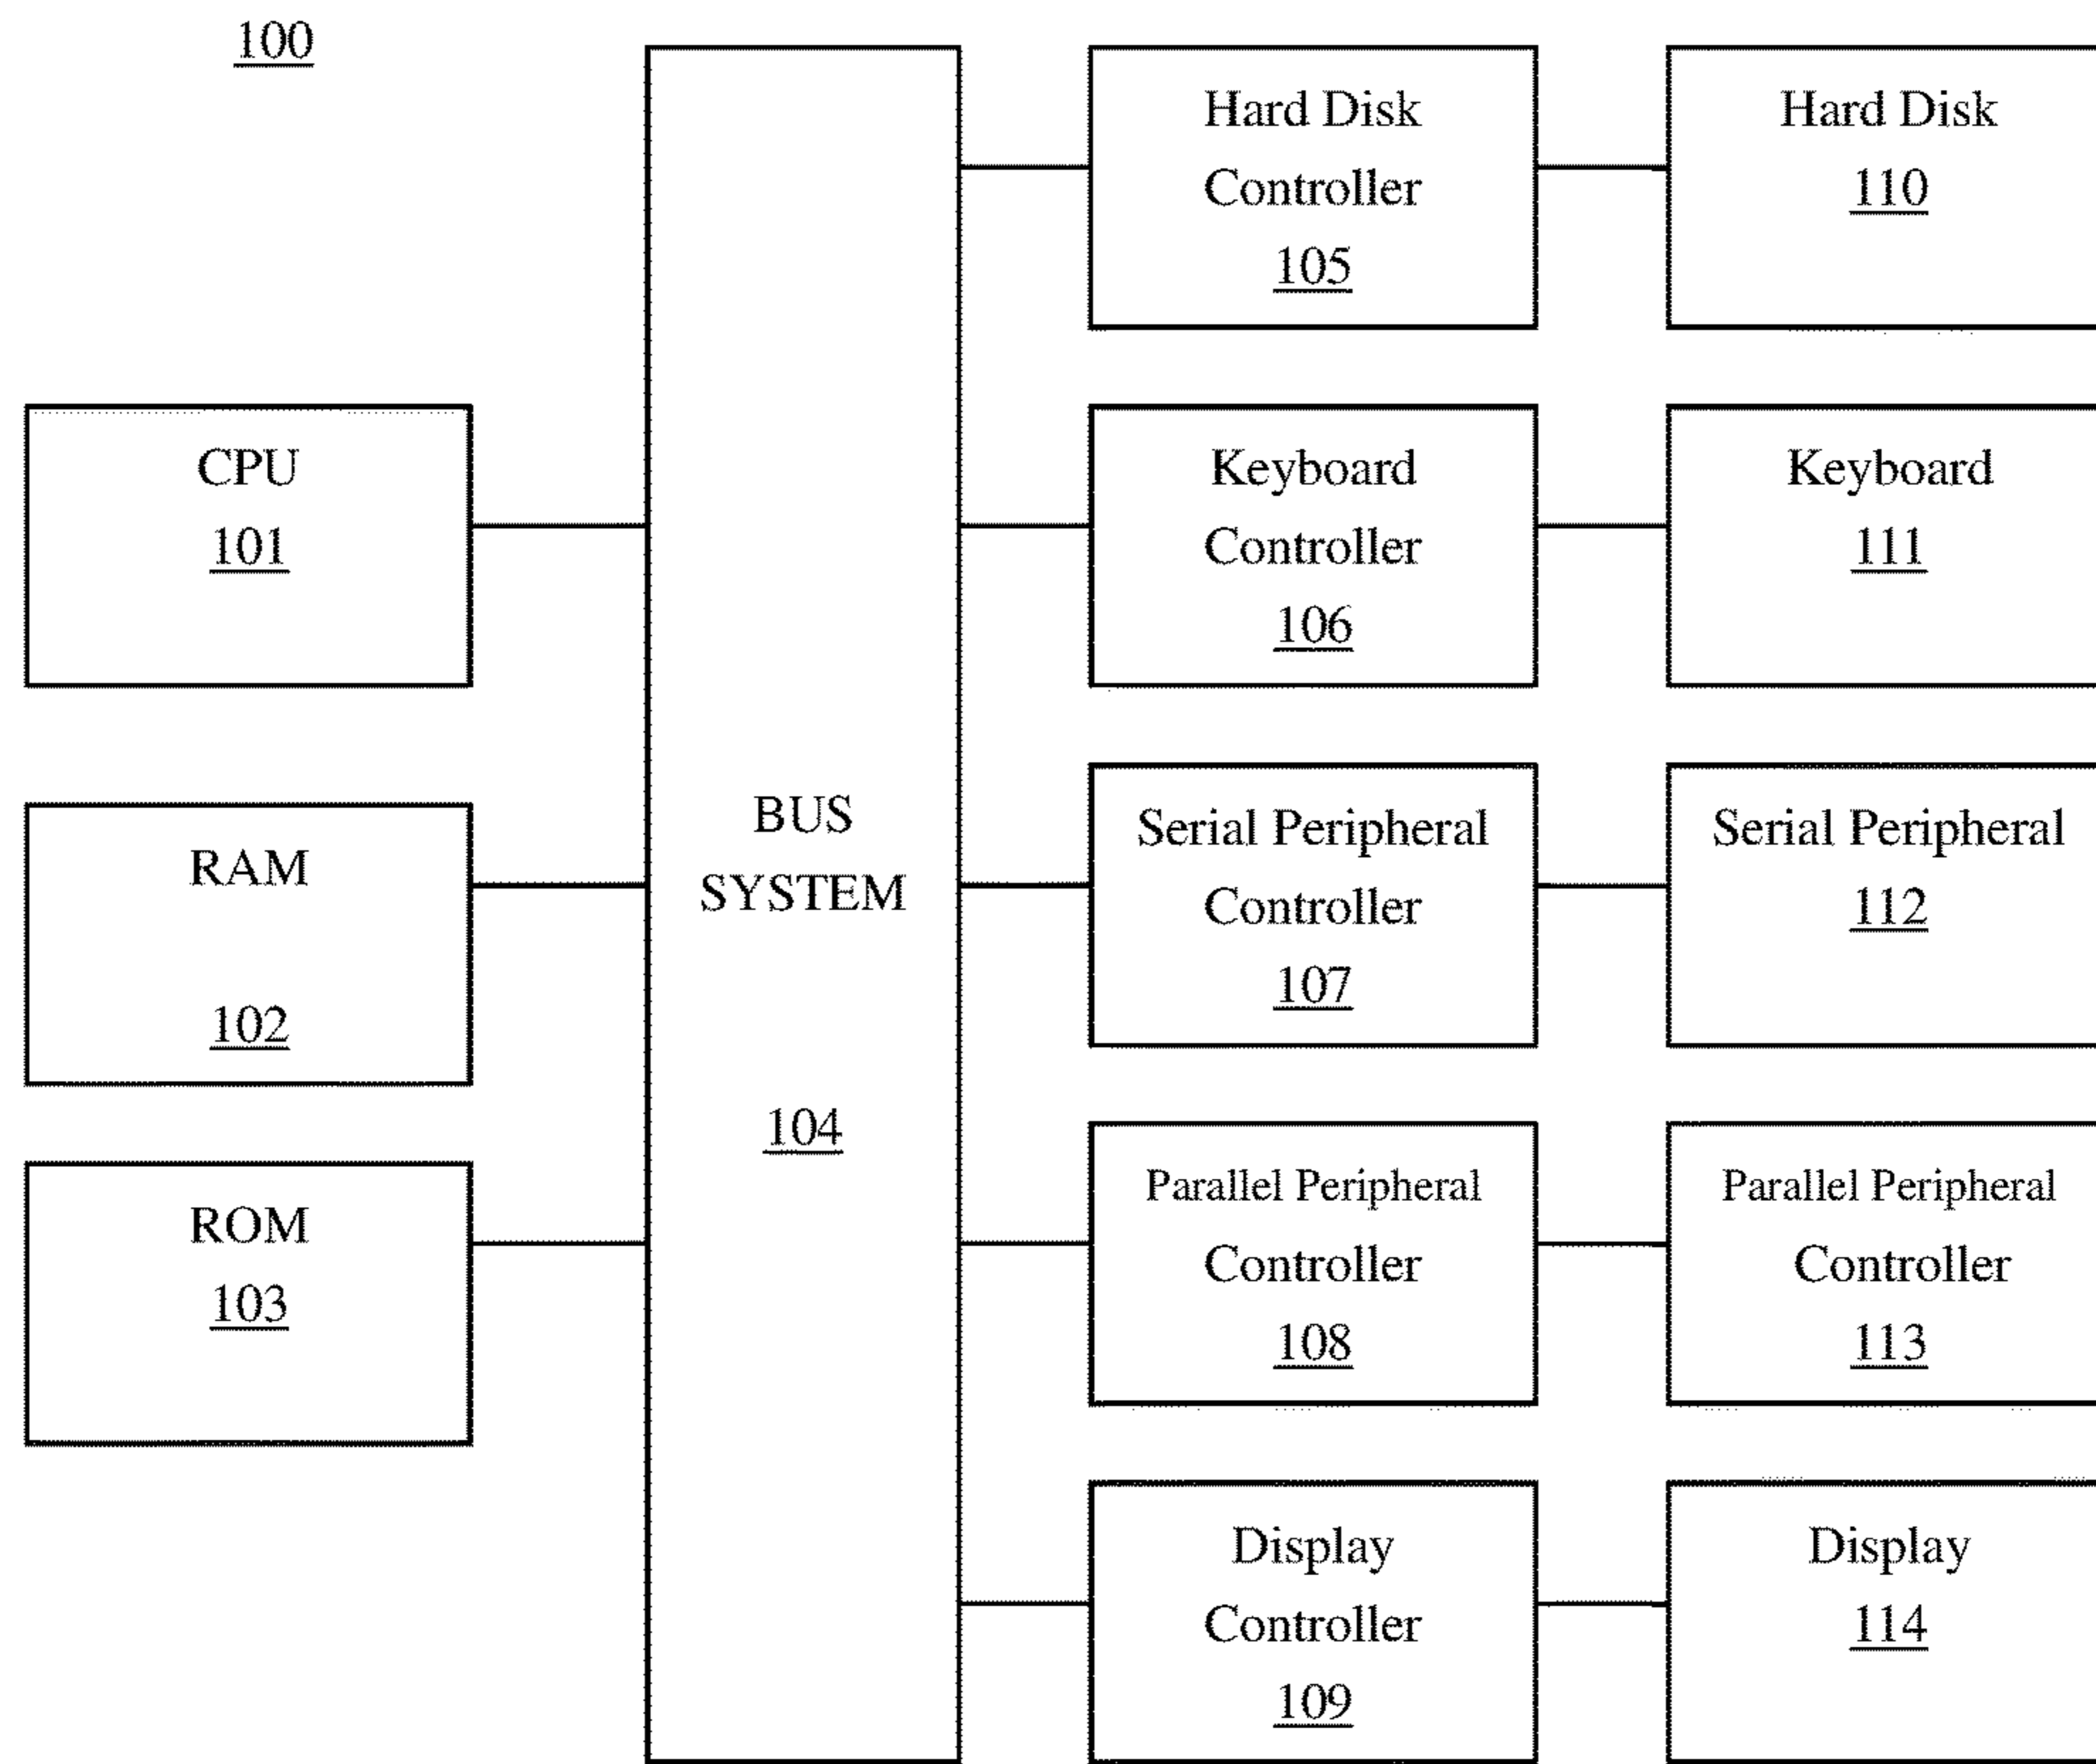 100
CPU
101
RAM
102
ROM
103
BUS
SYSTEM
104
Hard Disk
Controller
105
Hard Disk
110
Keyboard
Controller
106
Keyboard
111
Serial Peripheral
Controller
107
Serial Peripheral
112
Parallel Peripheral
Controller
108
Parallel Peripheral
Controller
113
Display
Controller
109
Display
114